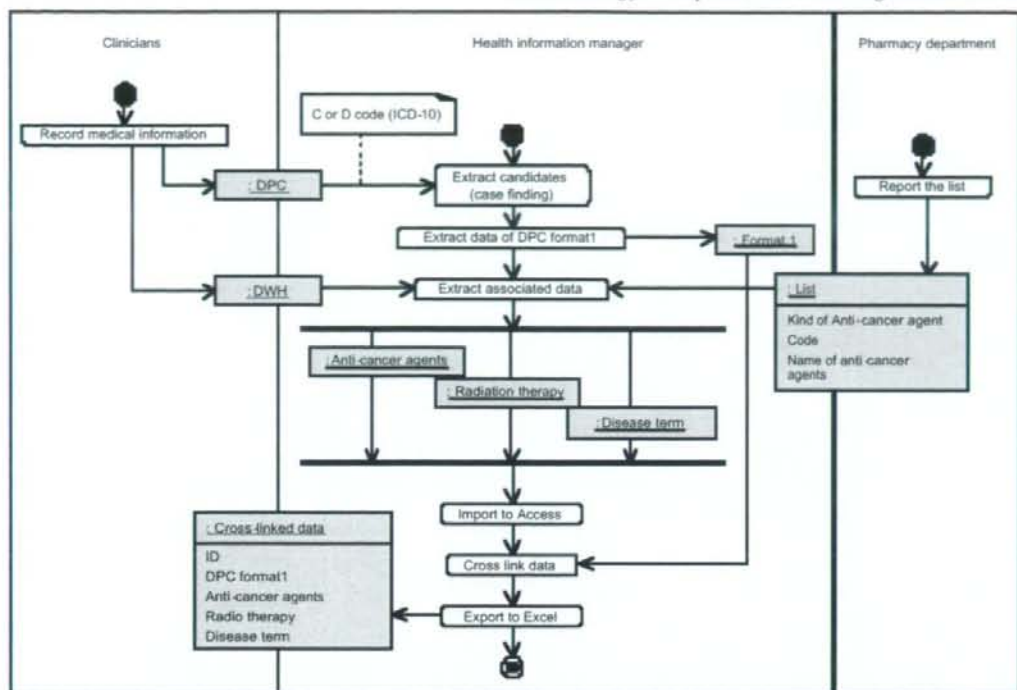 Clinicians
Health information manager
Pharmacy department
C or D code (ICD-10)
Record medical information
: DPC
Extract candidates
(case finding)
Report the list
Extract data of DPC format1
: Format 1
: DWH
Extract associated data
: List
Kind of Anti-cancer agent
Code
Name of anti cancer
agents
:Anti-cancer agents
: Radiation therapy
:Disease term
Import to Access
: Cross-linked data
ID
DPC format1
Anti-cancer agents
Radio therapy
Disease term
Cross link data
Export to Excel